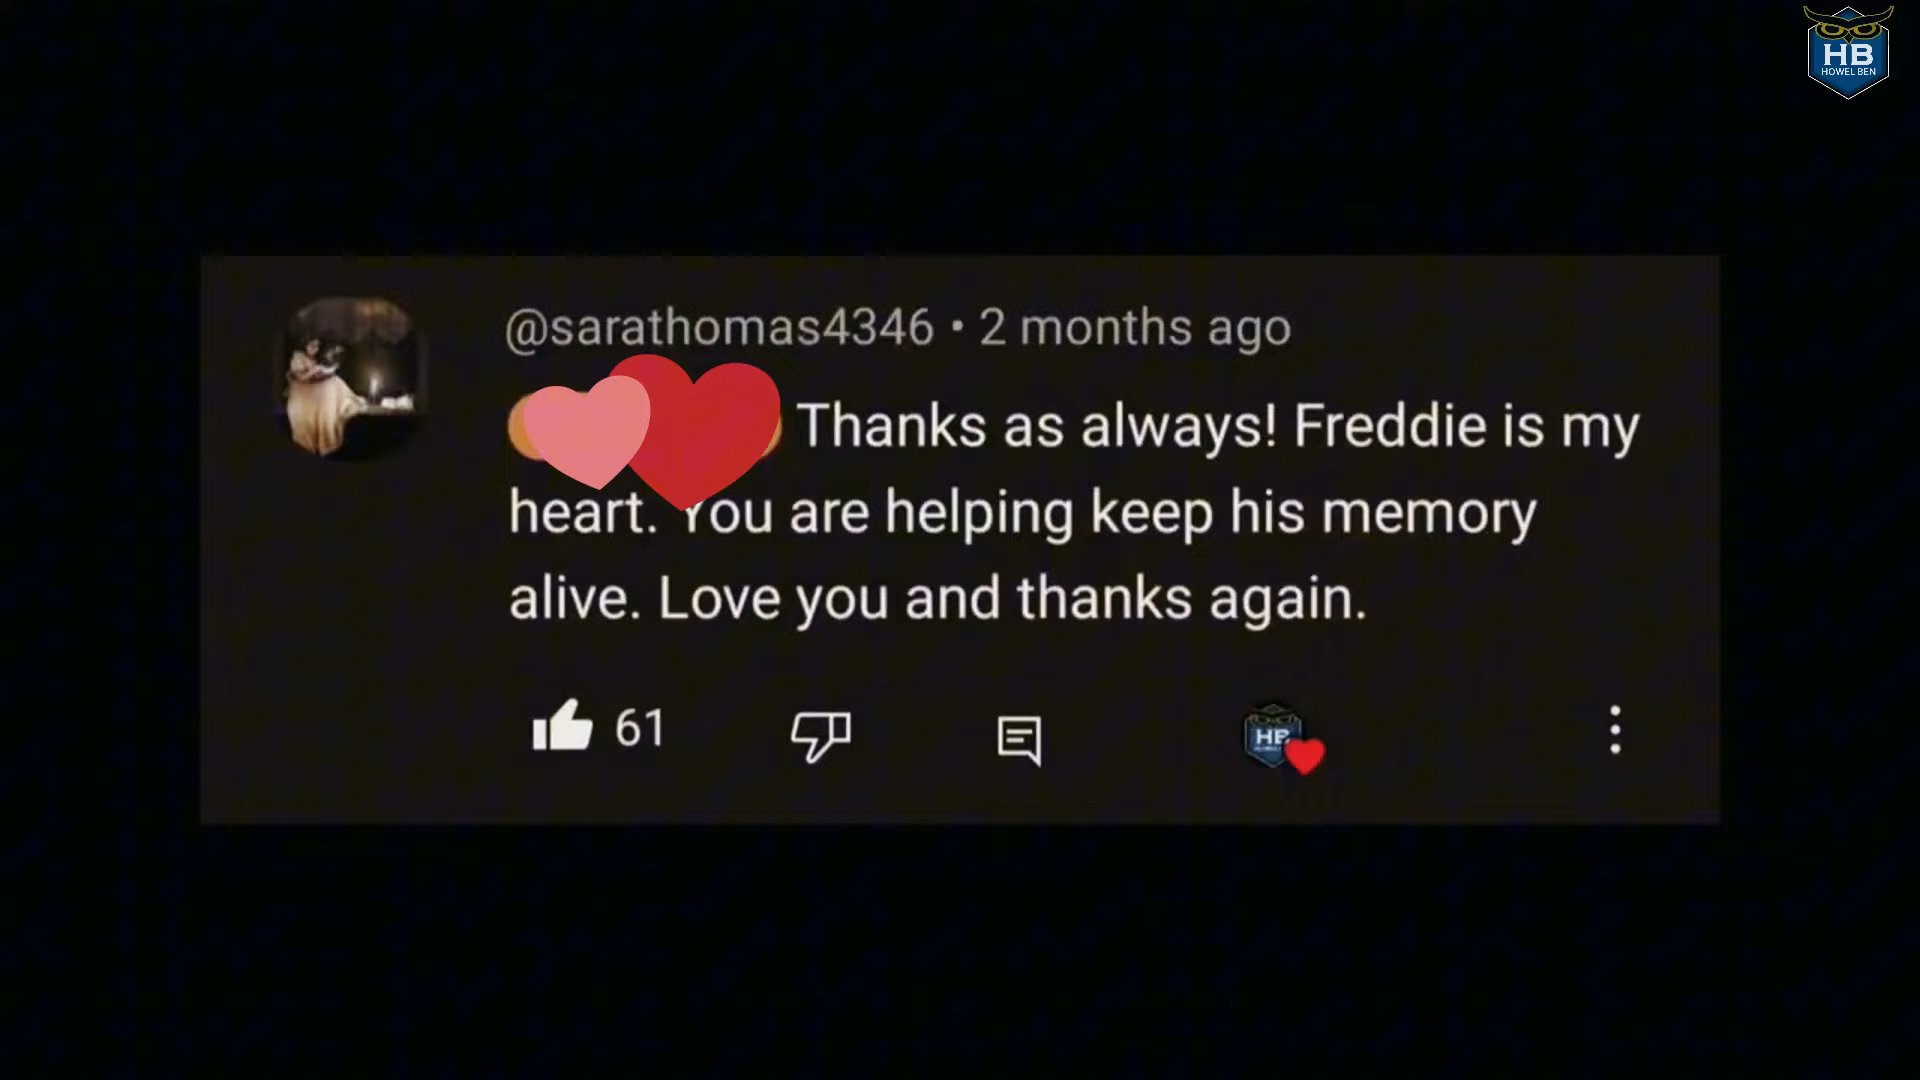 HB
HOWEL BEN
@sarathomas4346 • 2 months ago
Thanks as always! Freddie is my
heart. You are helping keep his memory
alive. Love you and thanks again.
61
HB